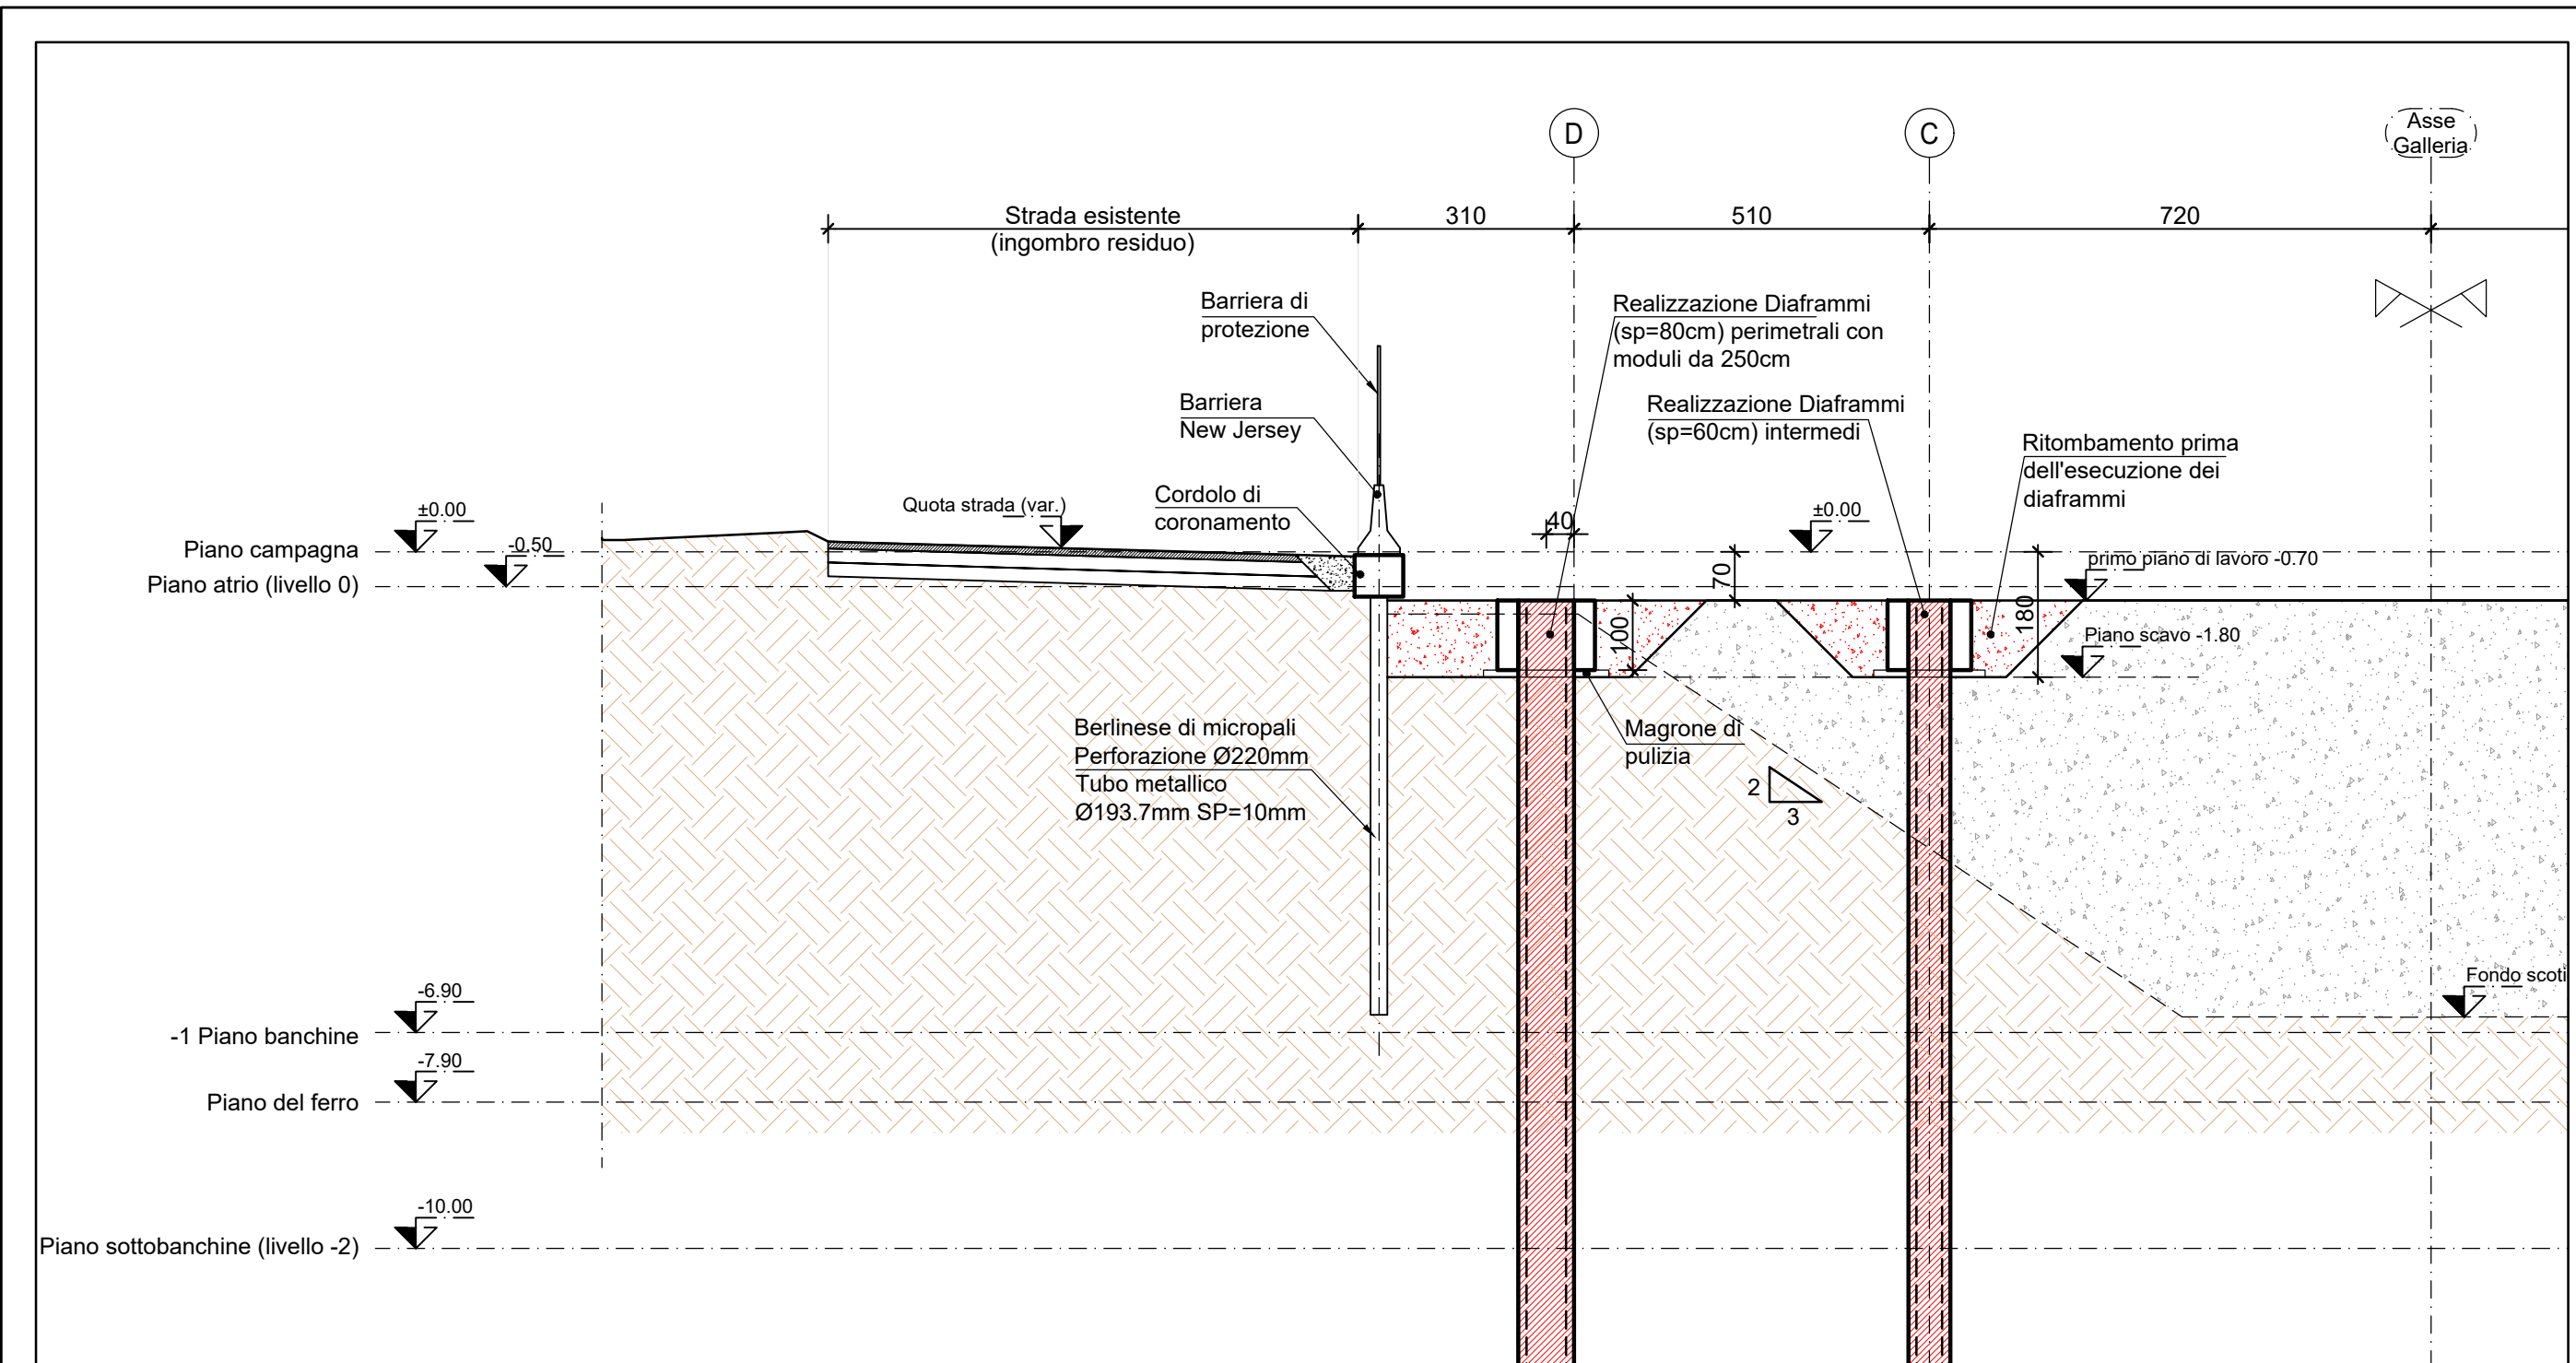 D
C
Asse
Galleria
Strada esistente
(ingombro residuo)
310
510
720
Barriera di
protezione
Realizzazione Diaframmi
(sp=80cm) perimetrali con
moduli da 250cm
Barriera
New Jersey
Realizzazione Diaframmi
(sp=60cm) intermedi
Ritombamento prima
dell'esecuzione dei
diaframmi
Cordolo di
coronamento
Quota strada (var.)
±0.00
Piano campagna
-0.50
Piano atrio (livello 0)
40
±0.00
70
primo piano di lavoro -0.70
100
180
Piano scavo -1.80
Berlinese di micropali
Perforazione Ø220mm
Tubo metallico
Ø193.7mm SP=10mm
Magrone di
pulizia
2
3
Fondo scoti
-6.90
-1 Piano banchine
-7.90
Piano del ferro
-10.00
Piano sottobanchine (livello -2)